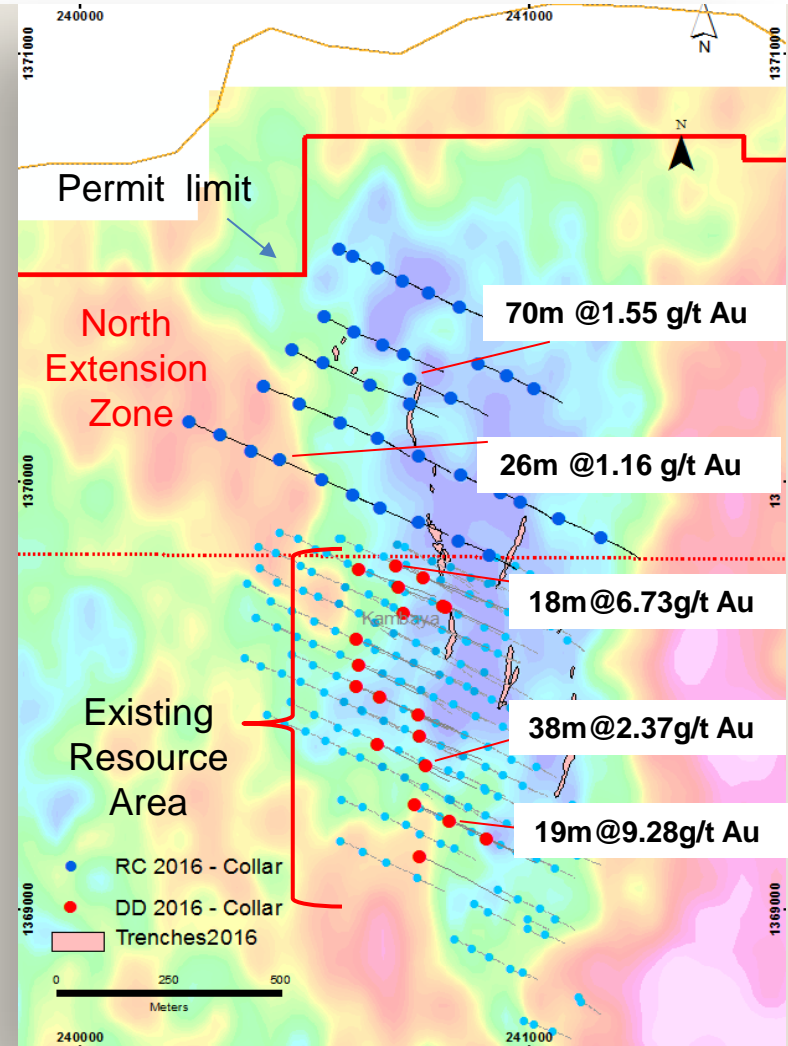 240000
241000
1371000
1371000
N
N
Permit limit
70m @1.55 g/t Au
North
Extension
Zone
26m @1.16 g/t Au
1370000
18m@6.73g/t Au
Kambaya
Existing
Resource
Area
38m@2.37g/t Au
19m@9.28g/t Au
RC 2016 - Collar
DD 2016 - Collar
Trenches2016
1369000
1369000
0 250 500
Meters
240000
241000